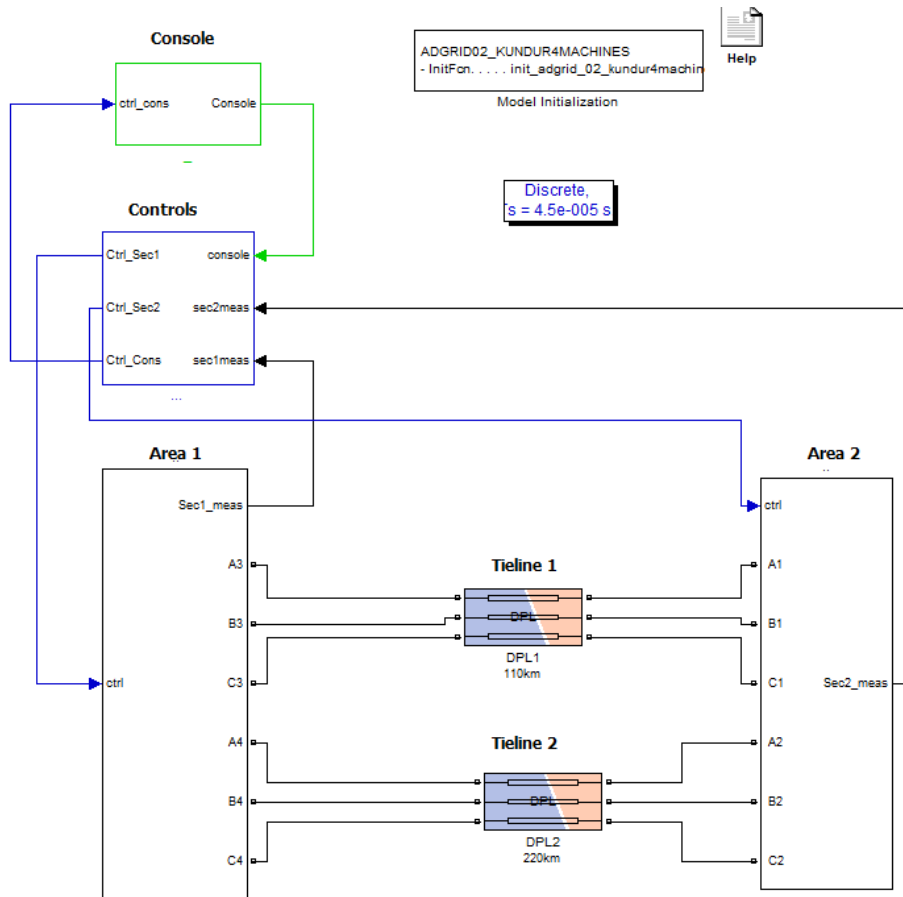 Console
ctrl_cons
Console
ADGRID02_KUNDUR4MACHINES
- InitFcn. . . . . init_adgrid_02_kundur4machin
Model Initialization
Help
Discrete,
s = 4.5e-005 s
Controls
Ctrl_Sec1
console
Ctrl_Sec2
sec2meas
Ctrl_Cons
sec1meas
...
Area 1
Sec1_meas
A3
B3
C3
ctrl
A4
B4
C4
Tieline 1
DPL
DPL1
110km
Tieline 2
DPL
DPL2
220km
Area 2
..
ctrl
A1
B1
C1
Sec2_meas
A2
B2
C2